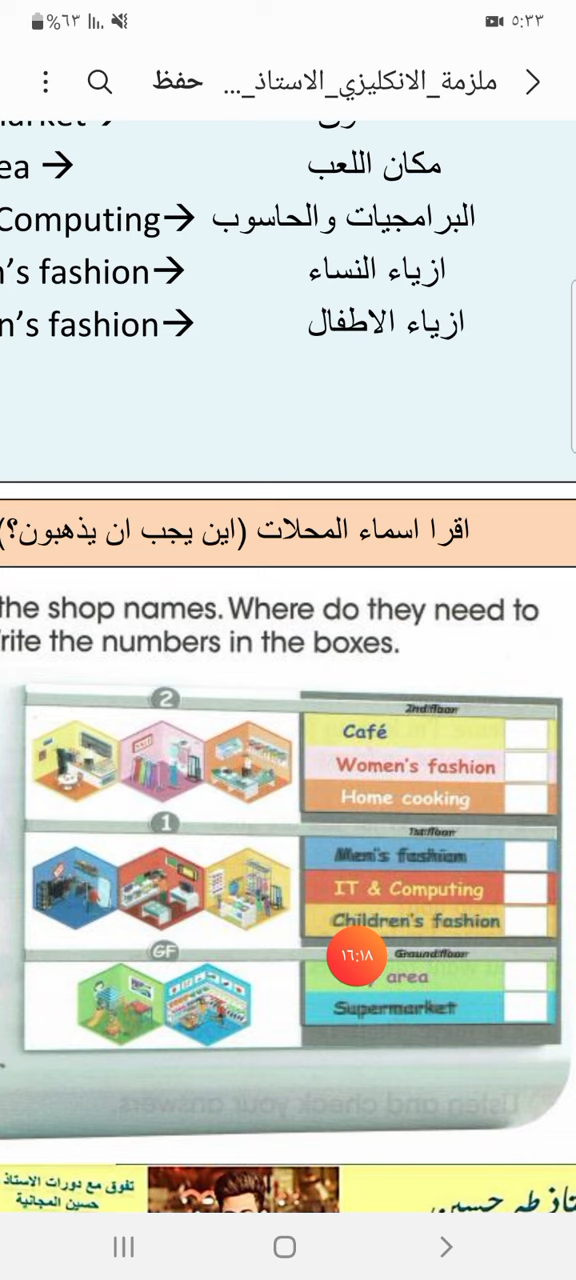 %٦٣
٥:٣٣
ملزمة_الانكليزي_الاستاذ_...
حفظ
ea → مكان اللعب
Computing→ البرامجيات والحاسوب
's fashion→ ازياء النساء
n's fashion→ ازياء الاطفال
اقرا اسماء المحلات (اين يجب ان يذهبون؟)
the shop names. Where do they need to
rite the numbers in the boxes.
2
2nd floor
Café
Women's fashion
Home cooking
1
1st floor
Men's fashion
IT & Computing
Children's fashion
GF
Ground floor
١٦:١٨
area
Supermarket
Listen and check your answers.
تفوق مع دورات الاستاذ
حسين المجانية
طه حسين